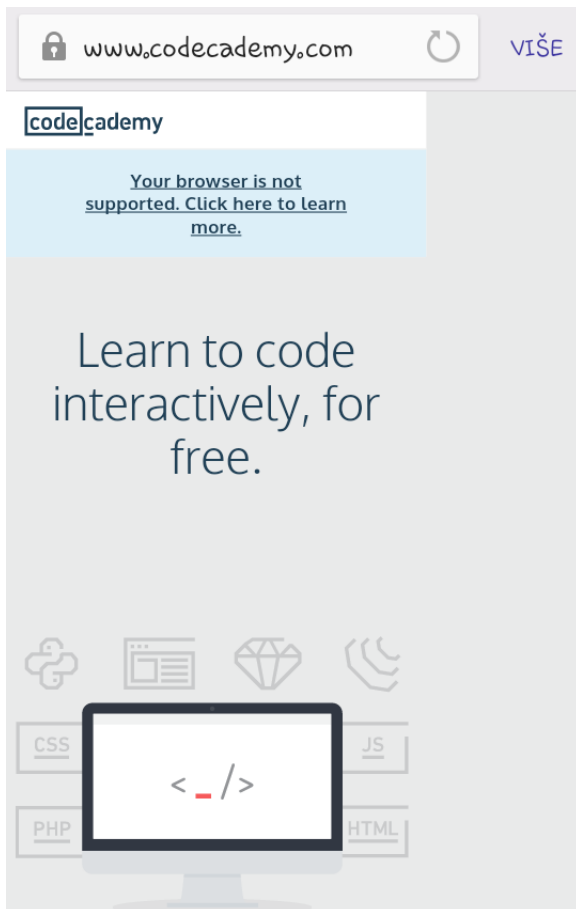 www.codecademy.com
VIŠE
codecademy
Your browser is not
supported. Click here to learn
more.
Learn to code
interactively, for
free.
CSS
JS
< _ />
PHP
HTML